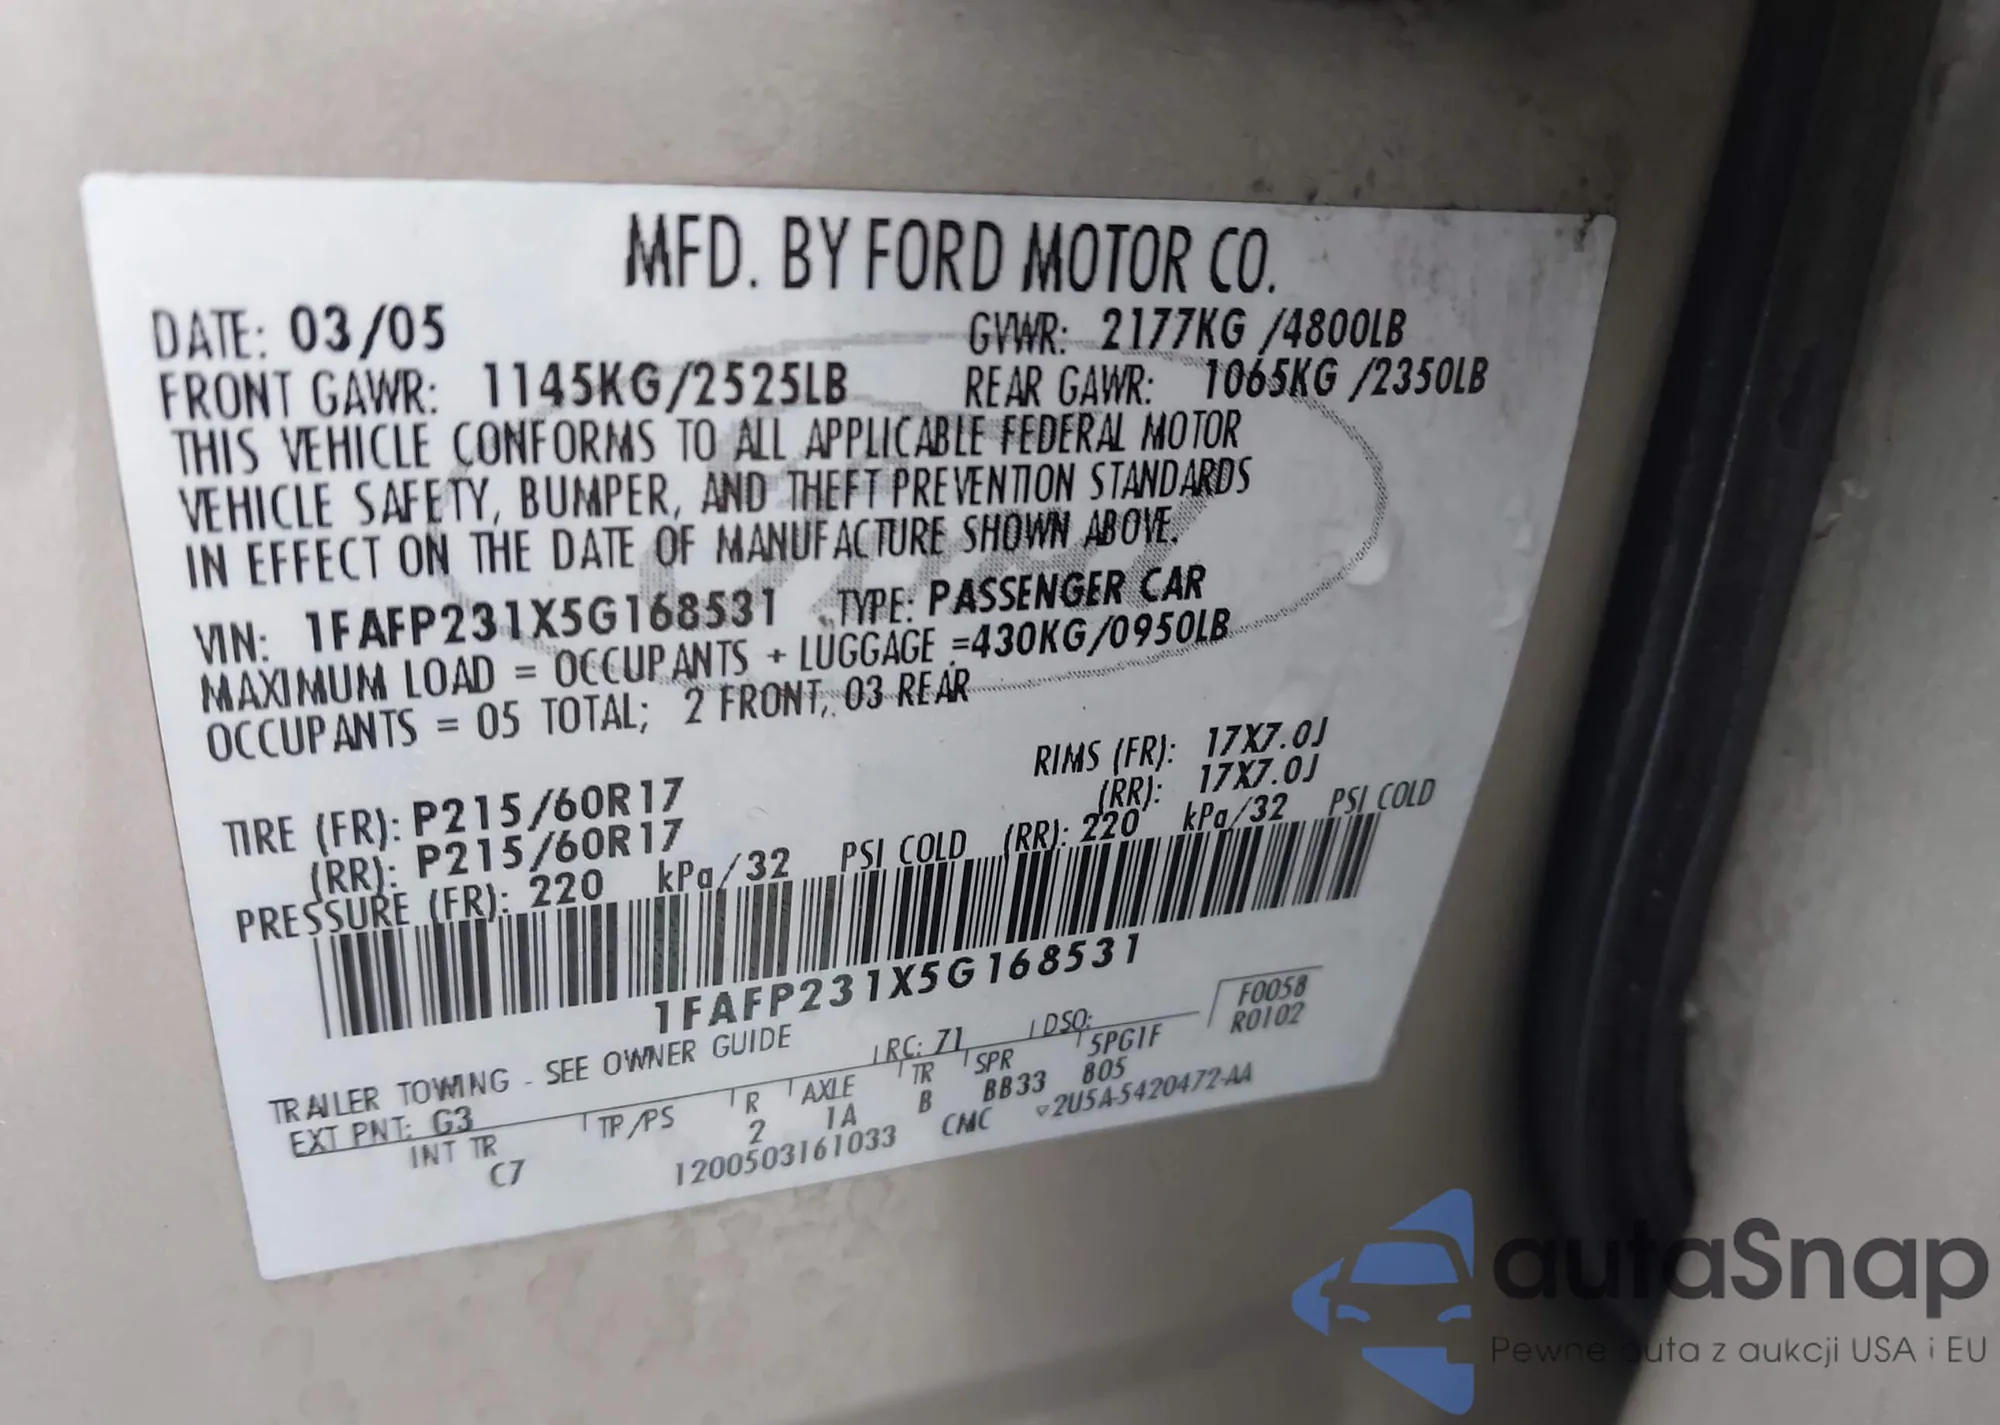 MFD. BY FORD MOTOR CO.
DATE: 03/05 GVWR: 2177KG /4800LB
FRONT GAWR: 1145KG/2525LB REAR GAWR: 1065KG /2350LB
THIS VEHICLE CONFORMS TO ALL APPLICABLE FEDERAL MOTOR
VEHICLE SAFETY, BUMPER, AND THEFT PREVENTION STANDARDS
IN EFFECT ON THE DATE OF MANUFACTURE SHOWN ABOVE.
VIN: 1FAFP231X5G168531 TYPE: PASSENGER CAR
MAXIMUM LOAD = OCCUPANTS + LUGGAGE =430KG/0950LB
OCCUPANTS = 05 TOTAL; 2 FRONT, 03 REAR
RIMS (FR): 17X7.0J
TIRE (FR): P215/60R17 (RR): 17X7.0J
(RR): P215/60R17
PRESSURE (FR): 220 kPa/32 PSI COLD (RR): 220 kPa/32 PSI COLD
1FAFP231X5G168531
F0058
R0102
TRAILER TOWING - SEE OWNER GUIDE RC: 71 DSO:
EXT PNT: G3 TP/PS R AXLE TR SPR 5PG1F
INT TR 2 1A B BB33 805
C7 1200503161033 CMC 2U5A-5420472-AA
autaSnap
Pewne auta z aukcji USA i EU